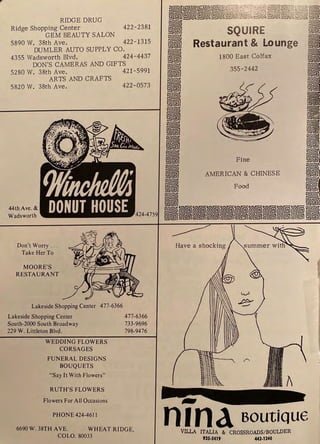 RIDGE DRUG
Ridge Shopping Center 422-2381
GEM BEAUTY SALON
5890 W. 38th Ave. 422-1315
DUMLER AUTO SUPPLY CO.
4355 Wadsworth Blvd. 424-4437
DON'S CAMERAS AND GIFTS
5280 W. 38th Ave. 421-5991
ARTS AND CRAFTS
5820 W. 38th Ave. 422-0573
Winchell's
DONUT HOUSE
44th Ave. &
Wadsworth 424-4759
Don't Worry . . .
Take Her To
MOORE'S
RESTAURANT
Lakeside Shopping Center 477-6366
Lakeside Shopping Center 477-6366
South-2000 South Broadway 733-9696
229 W. Littleton Blvd. 798-9476
WEDDING FLOWERS
CORSAGES
FUNERAL DESIGNS
BOUQUETS
"Say It With Flowers"
RUTH'S FLOWERS
Flowers For All Occasions
PHONE 424-4611
6690 W. 38TH AVE. WHEAT RIDGE,
COLO. 80033
SQUIRE
Restaurant & Lounge
1800 East Colfax
355-2442
Fine
AMERICAN & CHINESE
Food
Have a shocking summer with
nina BOUTIQUE
VILLA ITALIA & CROSSROADS/BOULDER
935-5419 443-1344